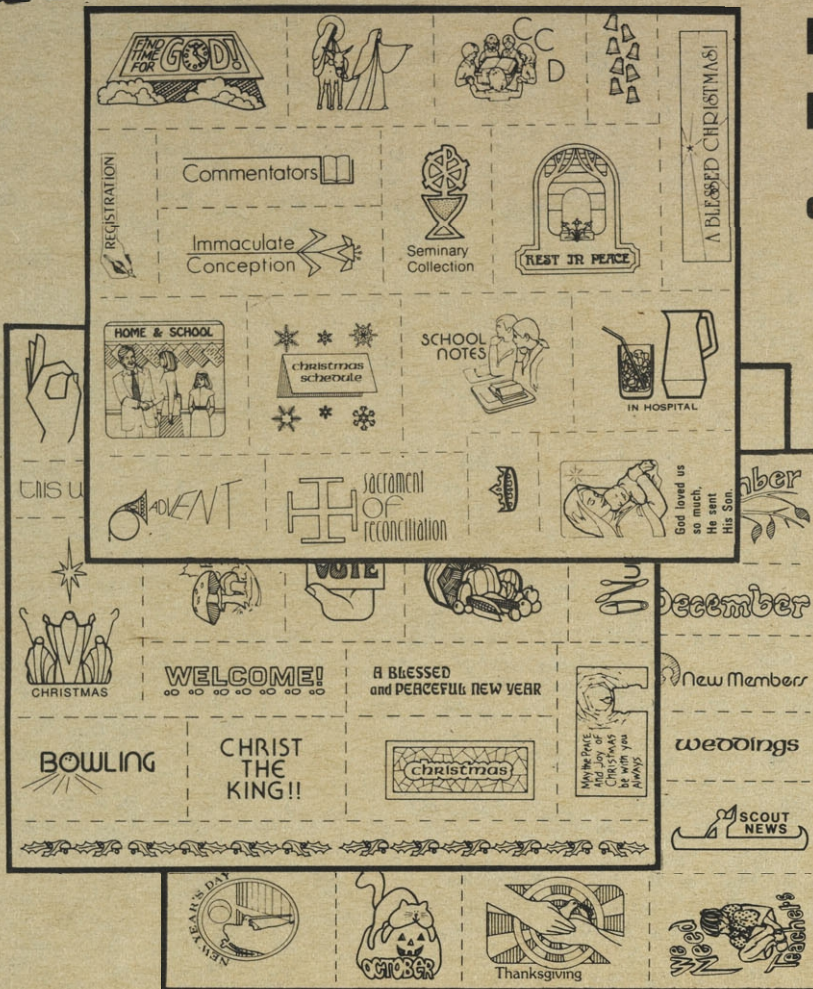 FIND
TIME
FOR
GOD!
CCD
A BLESSED CHRISTMAS!
REGISTRATION
Commentators
Immaculate
Conception
Seminary
Collection
REST IN PEACE
HOME & SCHOOL
christmas
schedule
SCHOOL
NOTES
IN HOSPITAL
ADVENT
sacrament
OF
reconciliation
God loved us
so much,
He sent
His Son.
this
VOTE
December
CHRISTMAS
WELCOME!
A BLESSED
and PEACEFUL NEW YEAR
New Members
May the PEACE
And Joy of
CHRISTMAS
be with you
ALWAYS
weddings
BOWLING
CHRIST
THE
KING!!
christmas
SCOUT
NEWS
NEW YEAR'S DAY
OCTOBER
Thanksgiving
We
Need
Teachers